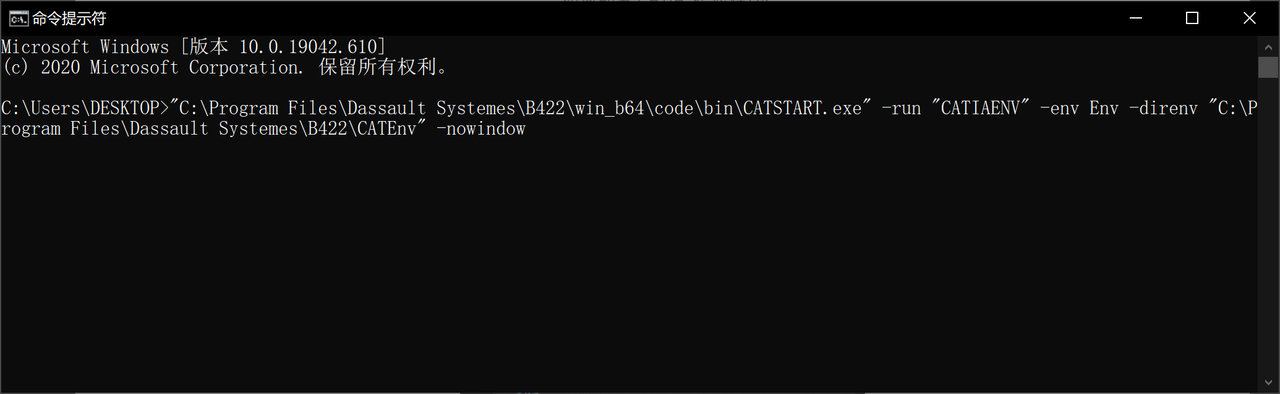 命令提示符
Microsoft Windows [版本 10.0.19042.610]
(c) 2020 Microsoft Corporation. 保留所有权利。
C:\Users\DESKTOP>"C:\Program Files\Dassault Systemes\B422\win_b64\code\bin\CATSTART.exe" -run "CATIAENV" -env Env -direnv "C:\P
rogram Files\Dassault Systemes\B422\CATEnv" -nowindow